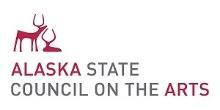 ALASKA STATE
COUNCIL ON THE ARTS